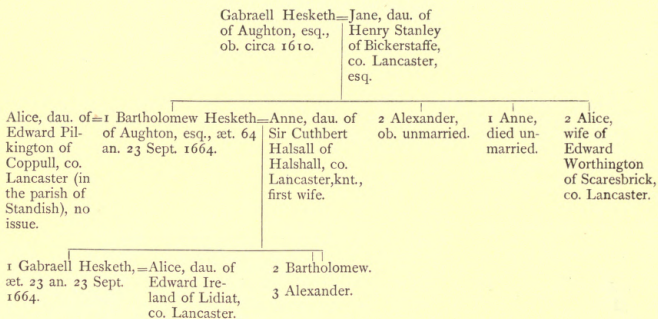 Gabraell Hesketh=Jane, dau. of
of Aughton, esq.,
ob. circa 1610.
Henry Stanley
of Bickerstaffe,
co. Lancaster,
esq.
Alice, dau. of=1 Bartholomew Hesketh=Anne, dau. of
Edward Pil-
kington of
Coppull, co.
Lancaster (in
the parish of
Standish), no
issue.
of Aughton, esq., æt. 64
an. 23 Sept. 1664.
Sir Cuthbert
Halsall of
Halshall, co.
Lancaster,knt.,
first wife.
2 Alexander,
ob. unmarried.
1 Anne,
died un-
married.
2 Alice,
wife of
Edward
Worthington
of Scaresbrick,
co. Lancaster.
1 Gabraell Hesketh,=Alice, dau. of
æt. 23 an. 23 Sept.
1664.
Edward Ire-
land of Lidiat,
co. Lancaster.
2 Bartholomew.
3 Alexander.